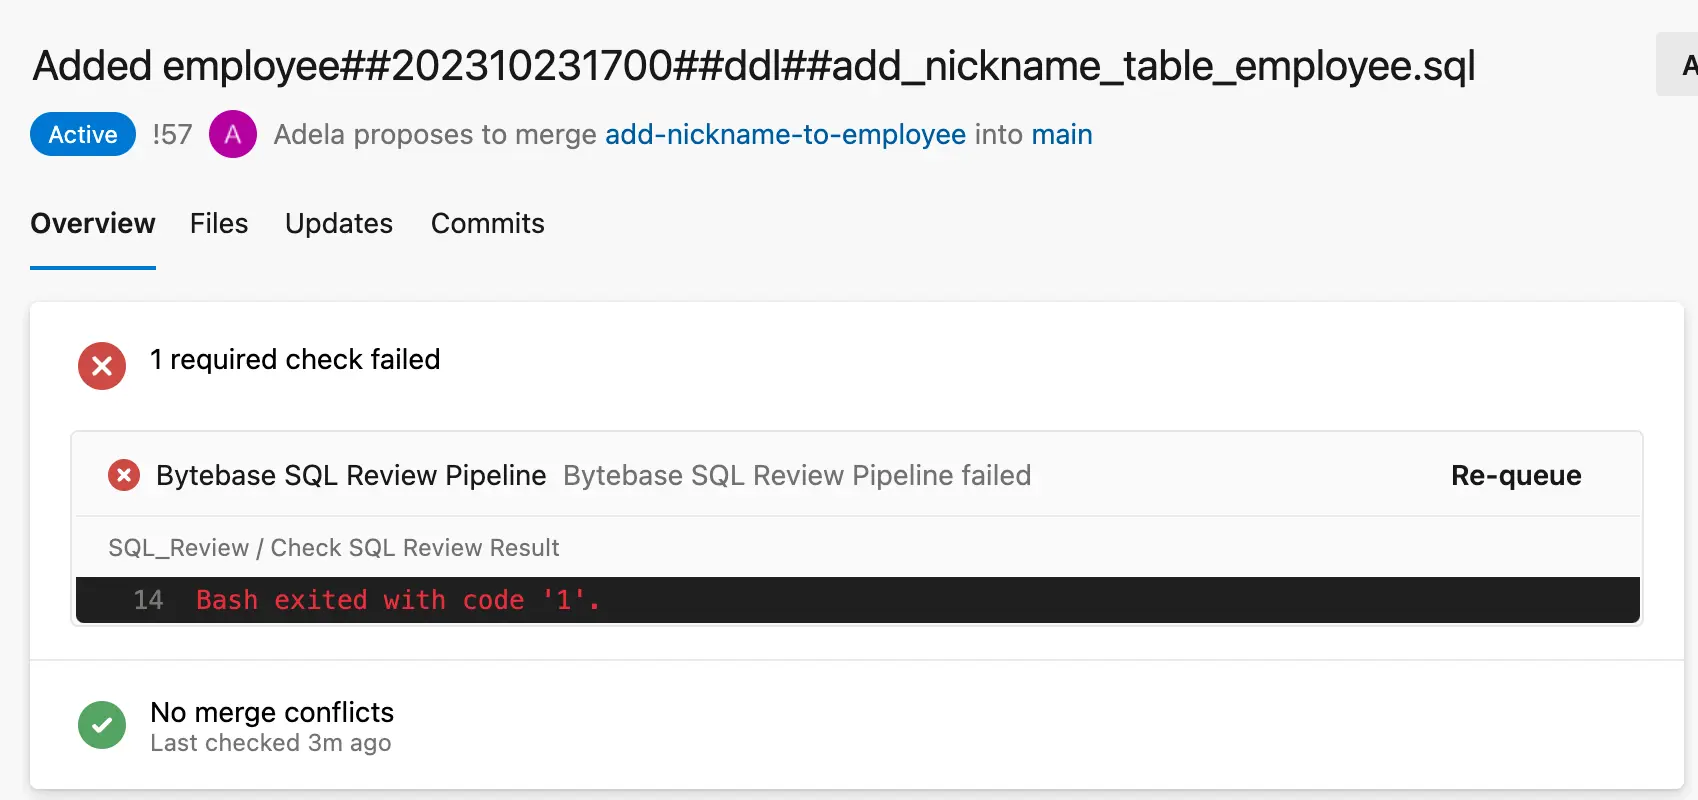 Added employee##202310231700##ddl##add_nickname_table_employee.sql
A
Active !57 A Adela proposes to merge add-nickname-to-employee into main
Overview Files Updates Commits
1 required check failed
Bytebase SQL Review Pipeline Bytebase SQL Review Pipeline failed Re-queue
SQL_Review / Check SQL Review Result
14 Bash exited with code '1'.
No merge conflicts
Last checked 3m ago